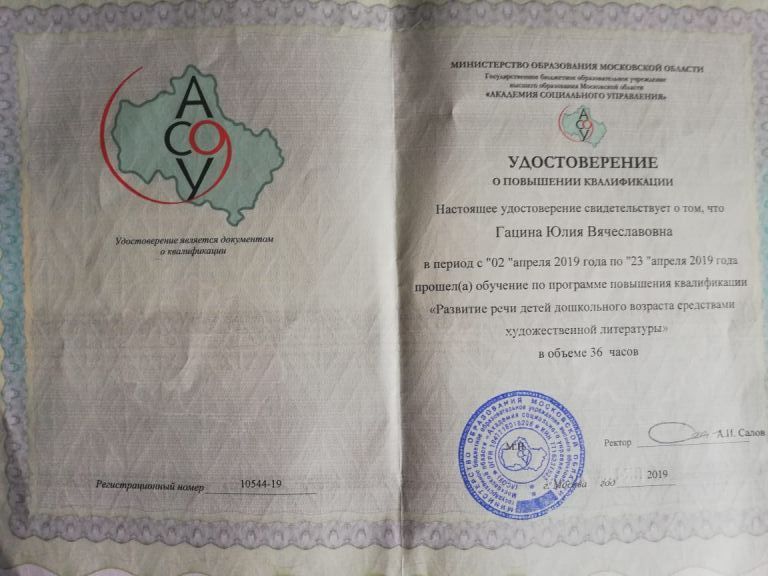 АСОУ
Удостоверение является документом
о квалификации
Регистрационный номер 10544-19
МИНИСТЕРСТВО ОБРАЗОВАНИЯ МОСКОВСКОЙ ОБЛАСТИ
Государственное бюджетное образовательное учреждение
высшего образования Московской области
«АКАДЕМИЯ СОЦИАЛЬНОГО УПРАВЛЕНИЯ»
АСОУ
УДОСТОВЕРЕНИЕ
О ПОВЫШЕНИИ КВАЛИФИКАЦИИ
Настоящее удостоверение свидетельствует о том, что
Гацина Юлия Вячеславовна
в период с "02 "апреля 2019 года по "23 "апреля 2019 года
прошел(а) обучение по программе повышения квалификации
«Развитие речи детей дошкольного возраста средствами
художественной литературы»
в объеме 36 часов
М.П.
Ректор А.И. Салов
г. Москва год 2019